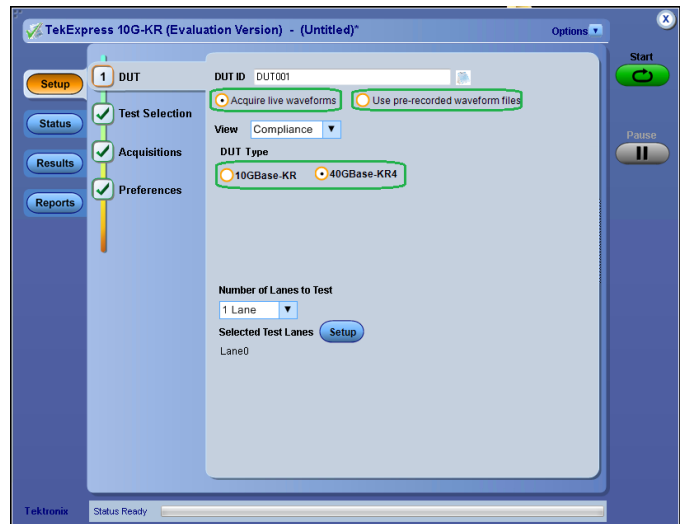 TekExpress 10G-KR (Evaluation Version) - (Untitled)*
Options
x
Start
Setup
Status
Results
Reports
1 DUT
Test Selection
Acquisitions
Preferences
DUT ID DUT001
Acquire live waveforms
Use pre-recorded waveform files
View Compliance
DUT Type
10GBase-KR
40GBase-KR4
Number of Lanes to Test
1 Lane
Selected Test Lanes Setup
Lane0
Pause
Tektronix
Status Ready